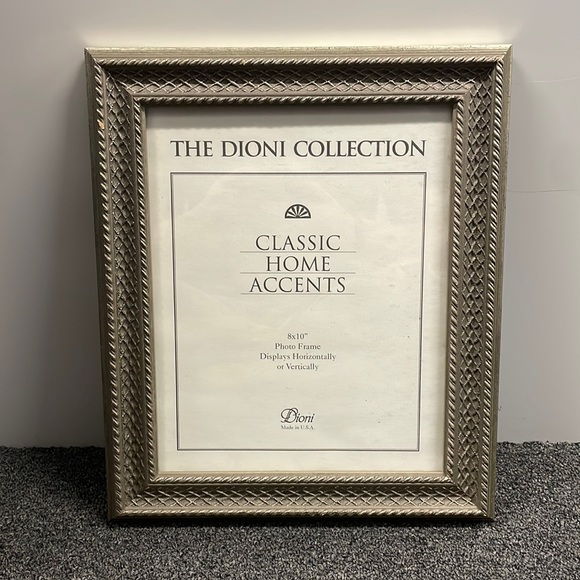 THE DIONI COLLECTION
CLASSIC
HOME
ACCENTS
8x10"
Photo Frame
Displays Horizontally
or Vertically
Dioni
Made in U.S.A.